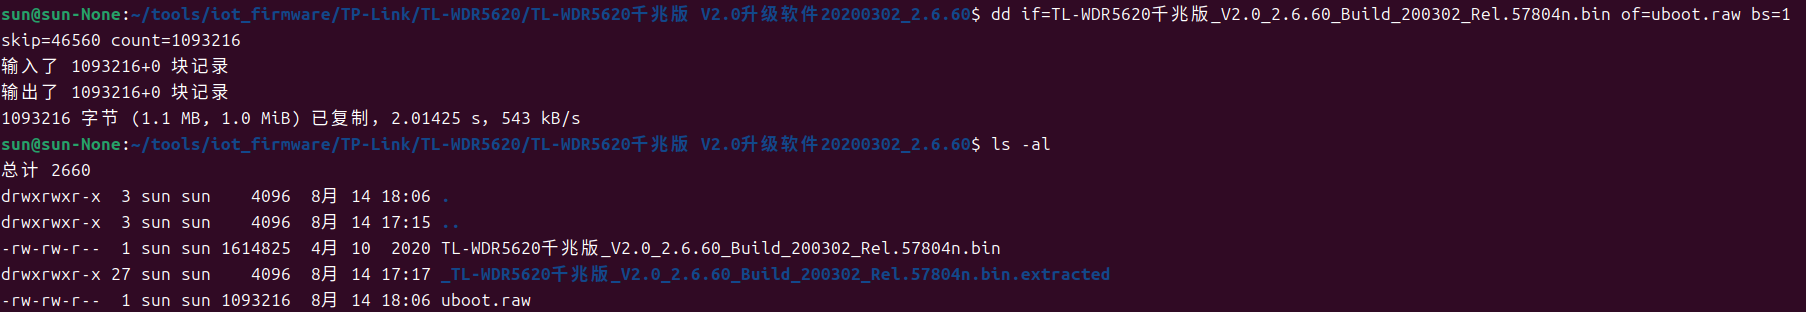 sun@sun-None:~/tools/iot_firmware/TP-Link/TL-WDR5620/TL-WDR5620千兆版 V2.0升级软件20200302_2.6.60$ dd if=TL-WDR5620千兆版_V2.0_2.6.60_Build_200302_Rel.57804n.bin of=uboot.raw bs=1
skip=46560 count=1093216
输入了 1093216+0 块记录
输出了 1093216+0 块记录
1093216 字节 (1.1 MB, 1.0 MiB) 已复制，2.01425 s，543 kB/s
sun@sun-None:~/tools/iot_firmware/TP-Link/TL-WDR5620/TL-WDR5620千兆版 V2.0升级软件20200302_2.6.60$ ls -al
总计 2660
drwxrwxr-x  3 sun sun    4096  8月 14 18:06 .
drwxrwxr-x  3 sun sun    4096  8月 14 17:15 ..
-rw-rw-r--  1 sun sun 1614825  4月 10  2020 TL-WDR5620千兆版_V2.0_2.6.60_Build_200302_Rel.57804n.bin
drwxrwxr-x 27 sun sun    4096  8月 14 17:17 _TL-WDR5620千兆版_V2.0_2.6.60_Build_200302_Rel.57804n.bin.extracted
-rw-rw-r--  1 sun sun 1093216  8月 14 18:06 uboot.raw